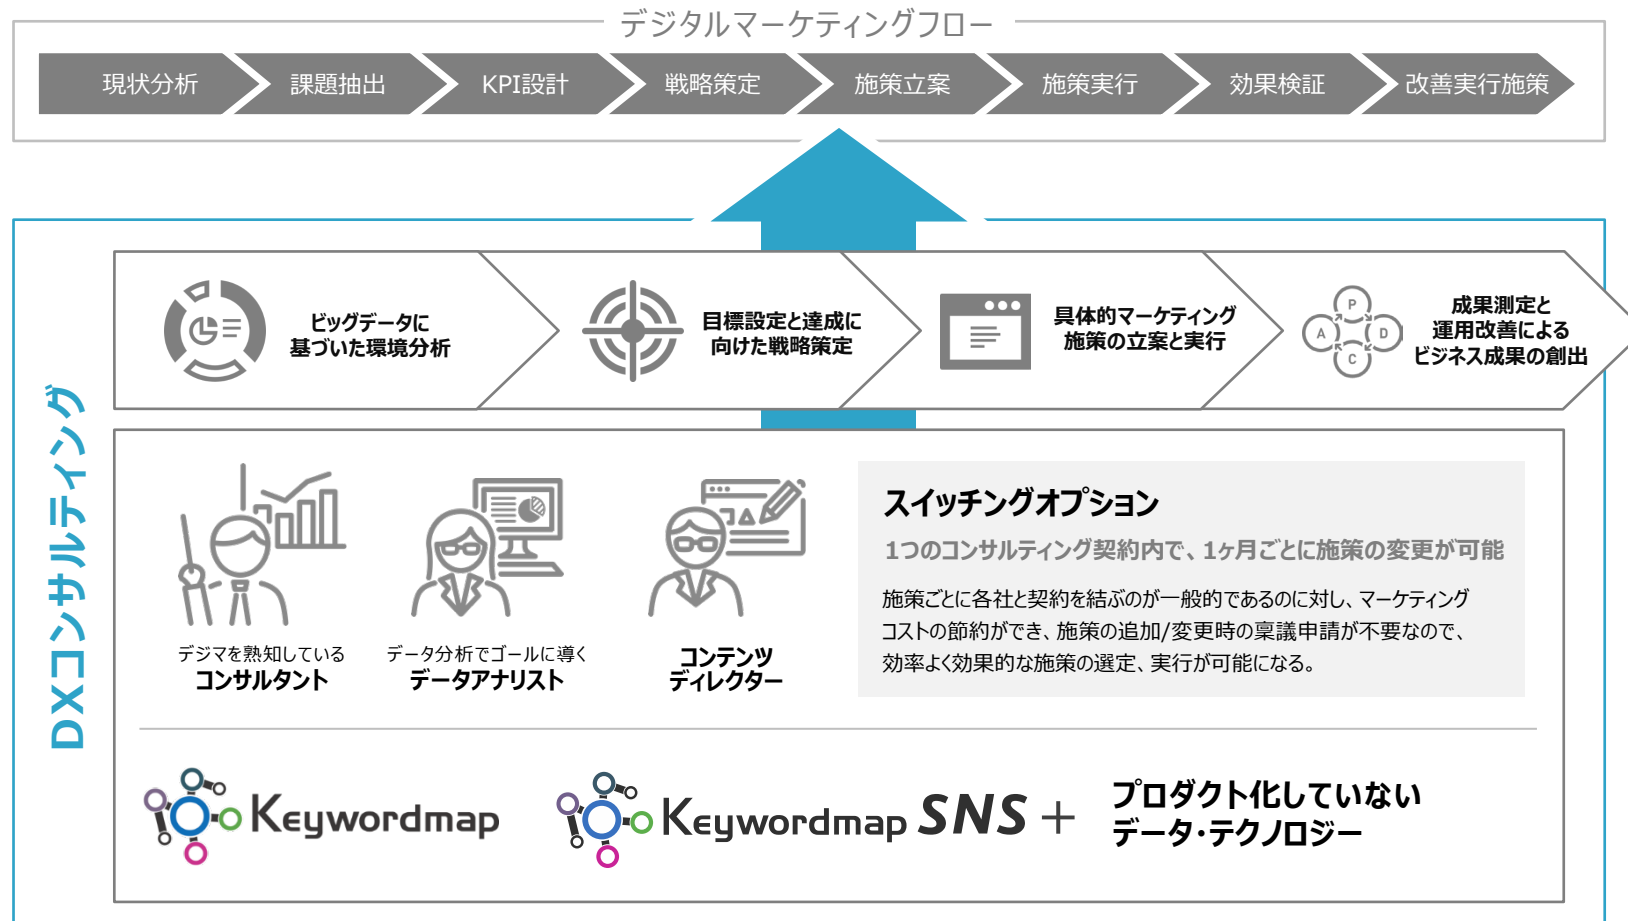 デジタルマーケティングフロー
現状分析
課題抽出
KPI設計
戦略策定
施策立案
施策実行
効果検証
改善実行施策
DXコンサルティング
ビッグデータに
基づいた環境分析
目標設定と達成に
向けた戦略策定
具体的マーケティング
施策の立案と実行
P
A
D
C
成果測定と
運用改善による
ビジネス成果の創出
デジマを熟知している
コンサルタント
データ分析でゴールに導く
データアナリスト
コンテンツ
ディレクター
スイッチングオプション
1つのコンサルティング契約内で、1ヶ月ごとに施策の変更が可能
施策ごとに各社と契約を結ぶのが一般的であるのに対し、マーケティング
コストの節約ができ、施策の追加/変更時の稟議申請が不要なので、
効率よく効果的な施策の選定、実行が可能になる。
Keywordmap
Keywordmap SNS +
プロダクト化していない
データ・テクノロジー